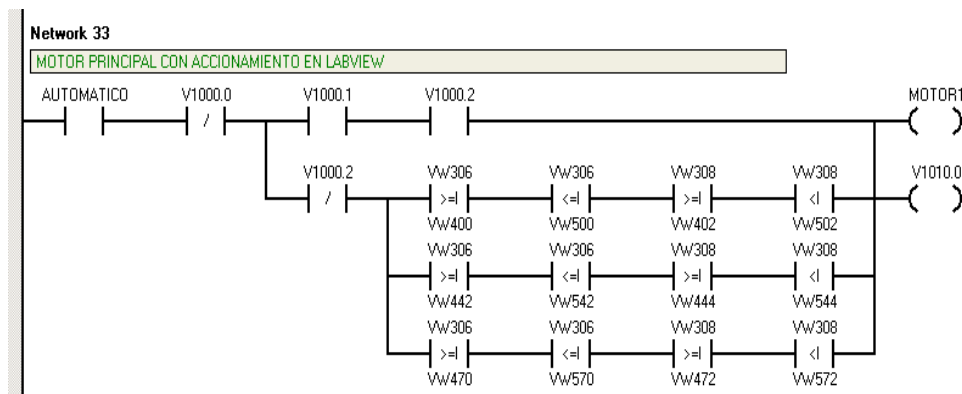 Network 33
MOTOR PRINCIPAL CON ACCIONAMIENTO EN LABVIEW
AUTOMATICO V1000.0 V1000.1 V1000.2 MOTOR1
/
V1000.2 VW306 VW306 VW308 VW308 V1010.0
/ >=I <=I >=I <I
VW400 VW500 VW402 VW502
VW306 VW306 VW308 VW308
>=I <=I >=I <I
VW442 VW542 VW444 VW544
VW306 VW306 VW308 VW308
>=I <=I >=I <I
VW470 VW570 VW472 VW572